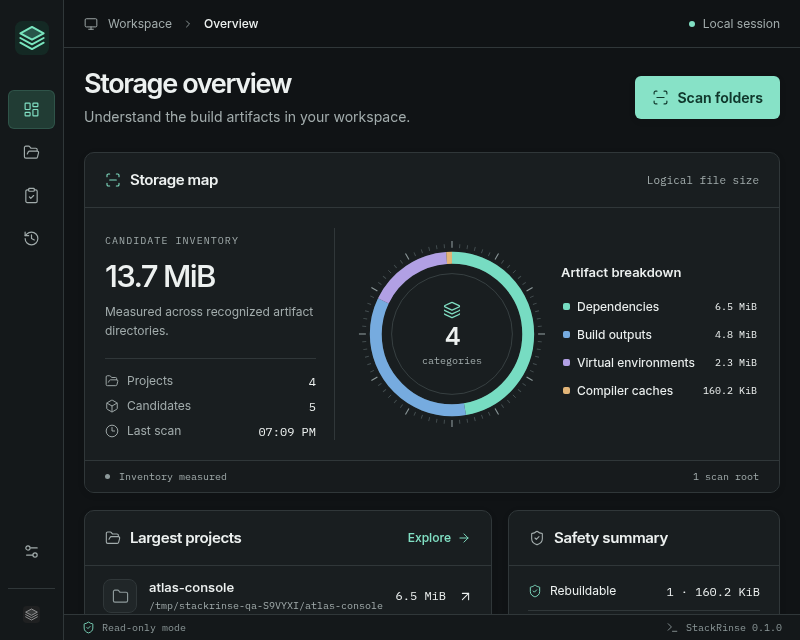 Workspace
Overview
Local session
Storage overview
Understand the build artifacts in your workspace.
Scan folders
Storage map
Logical file size
CANDIDATE INVENTORY
13.7 MiB
Measured across recognized artifact
directories.
Projects 4
Candidates 5
Last scan 07:09 PM
4
categories
Artifact breakdown
Dependencies 6.5 MiB
Build outputs 4.8 MiB
Virtual environments 2.3 MiB
Compiler caches 160.2 KiB
Inventory measured
1 scan root
Largest projects
Explore
atlas-console
/tmp/stackrinse-qa-S9VYXI/atlas-console
6.5 MiB
Safety summary
Rebuildable 1 · 160.2 KiB
Read-only mode
StackRinse 0.1.0